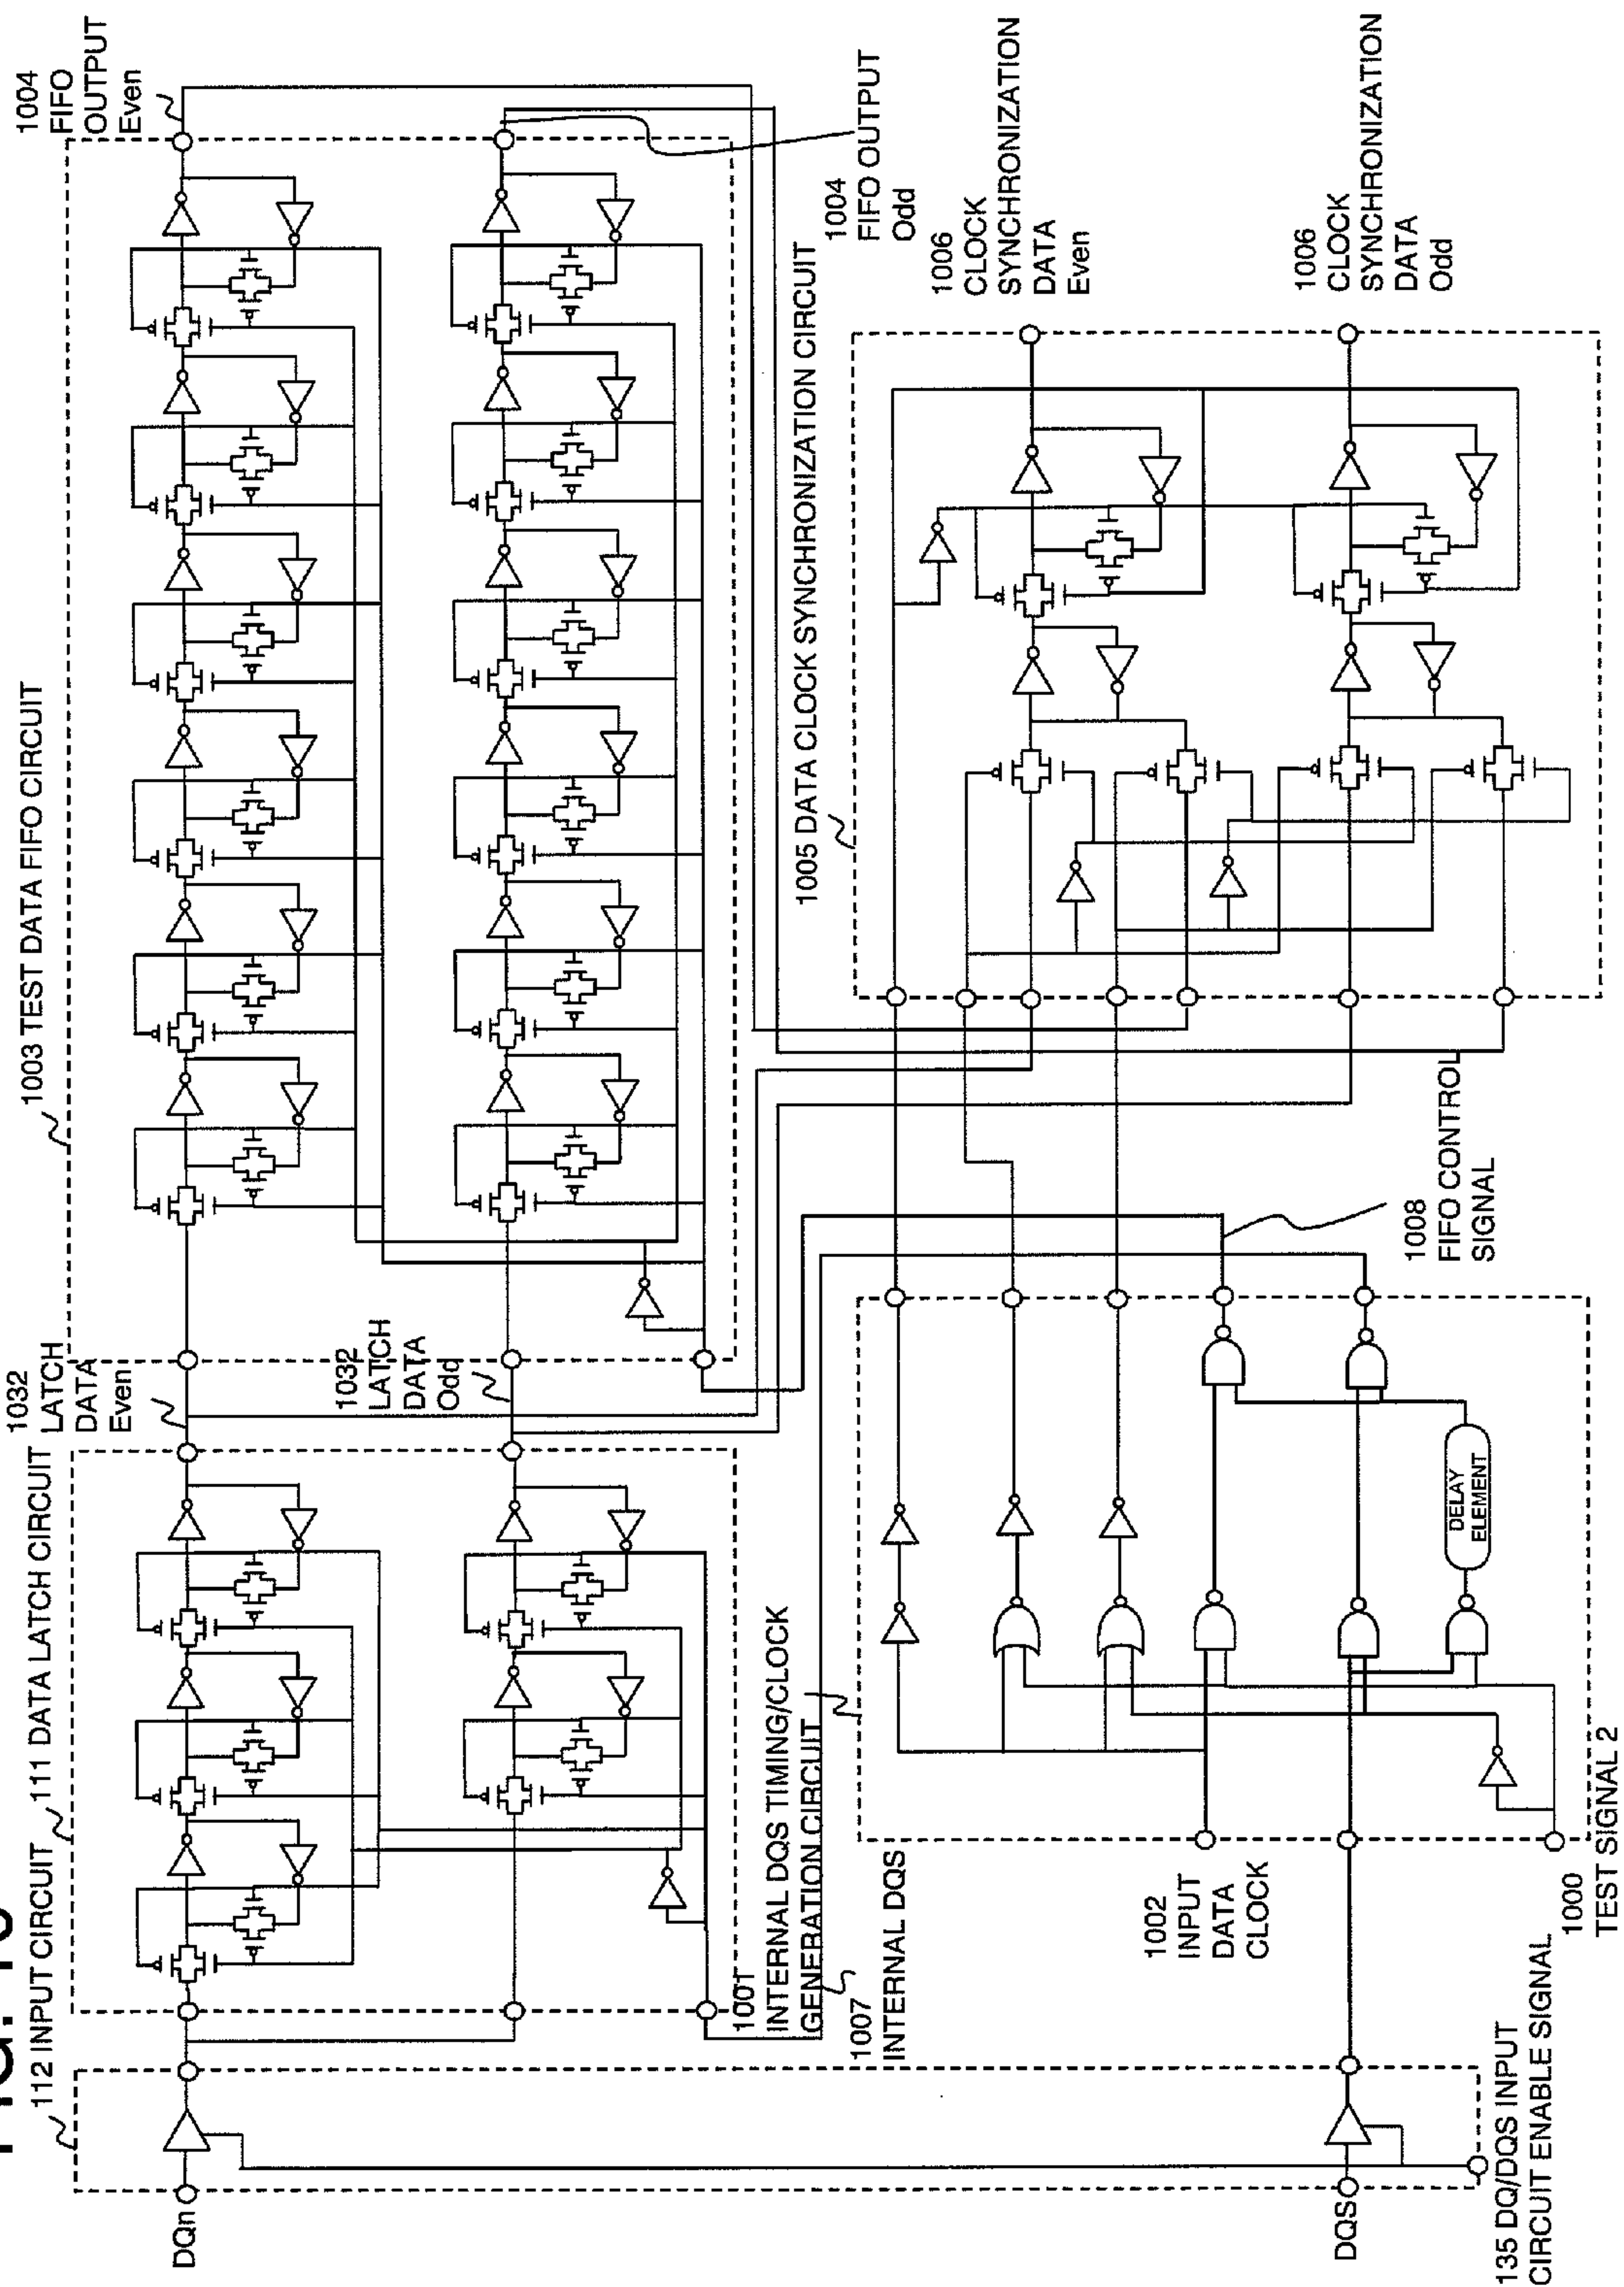 112 INPUT CIRCUIT
111 DATA LATCH CIRCUIT
1032
LATCH
DATA
Even
1003 TEST DATA FIFO CIRCUIT
1004
FIFO
OUTPUT
Even
DQn
1032
LATCH
DATA
Odd
1004
FIFO OUTPUT
Odd
1001
INTERNAL DQS TIMING/CLOCK
GENERATION CIRCUIT
1005 DATA CLOCK SYNCHRONIZATION CIRCUIT
1006
CLOCK
SYNCHRONIZATION
DATA
Even
1007
INTERNAL DQS
1002
INPUT
DATA
CLOCK
1006
CLOCK
SYNCHRONIZATION
DATA
Odd
DQS
DELAY
ELEMENT
1008
FIFO CONTROL
SIGNAL
135 DQ/DQS INPUT
CIRCUIT ENABLE SIGNAL
1000
TEST SIGNAL 2